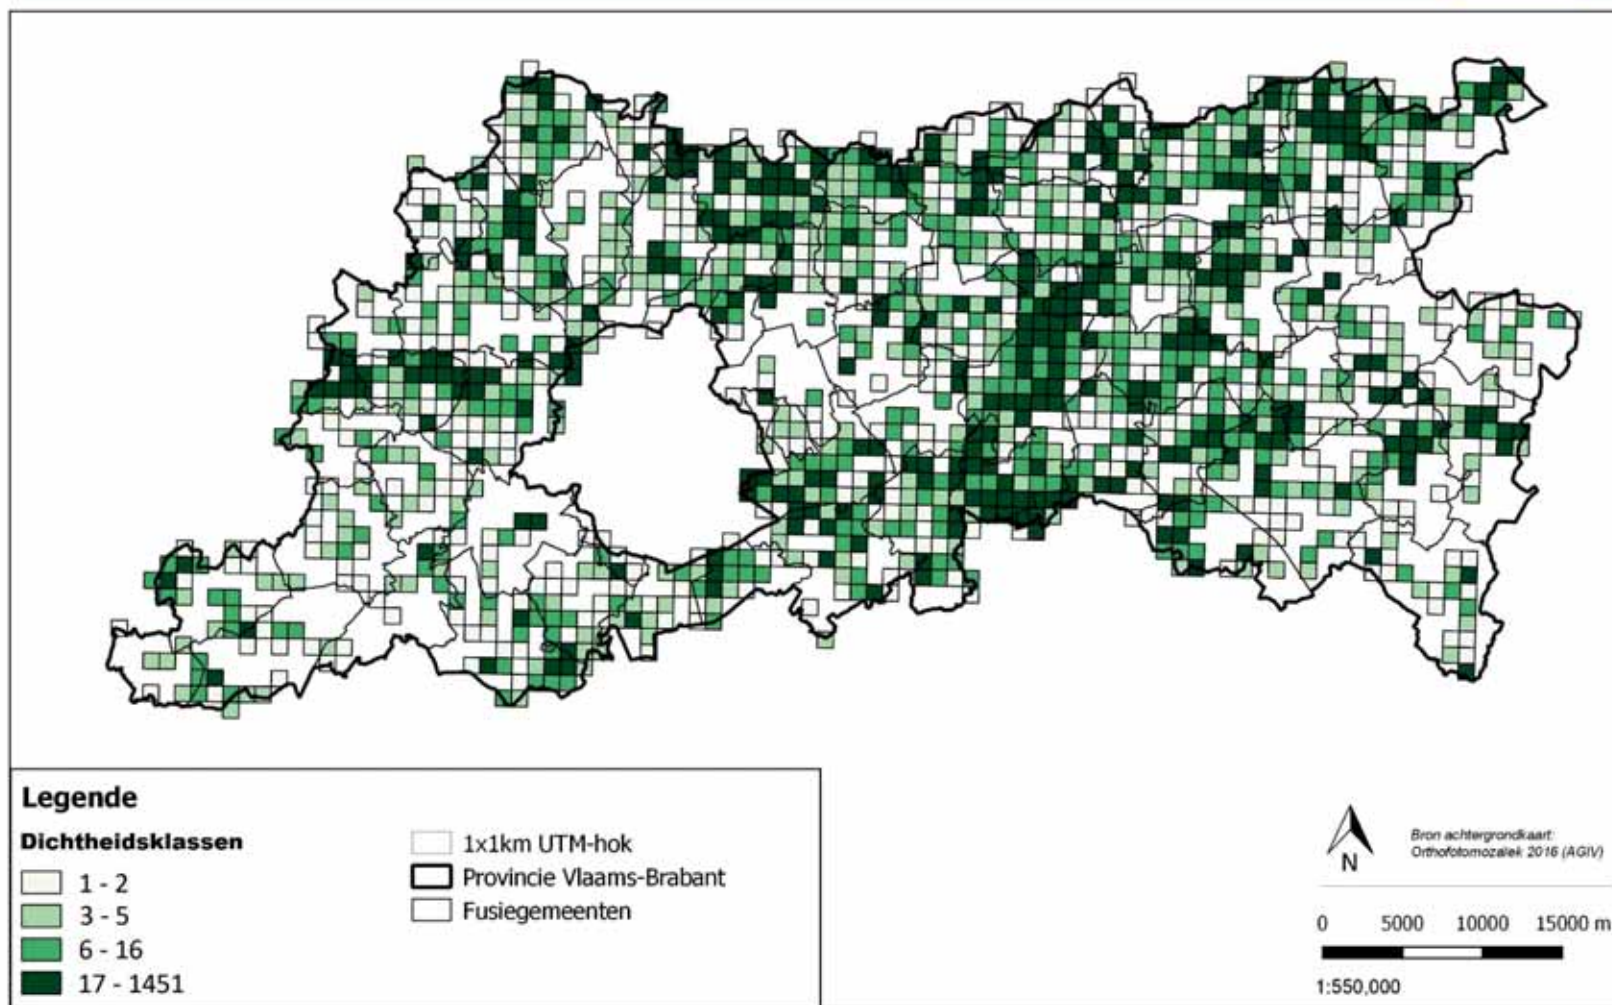 Legende
Dichtheidsklassen
1 - 2
3 - 5
6 - 16
17 - 1451
1x1km UTM-hok
Provincie Vlaams-Brabant
Fusiegemeenten
N
Bron achtergrondkaart:
Orthofotomozaïek 2016 (AGIV)
0 5000 10000 15000 m
1:550,000